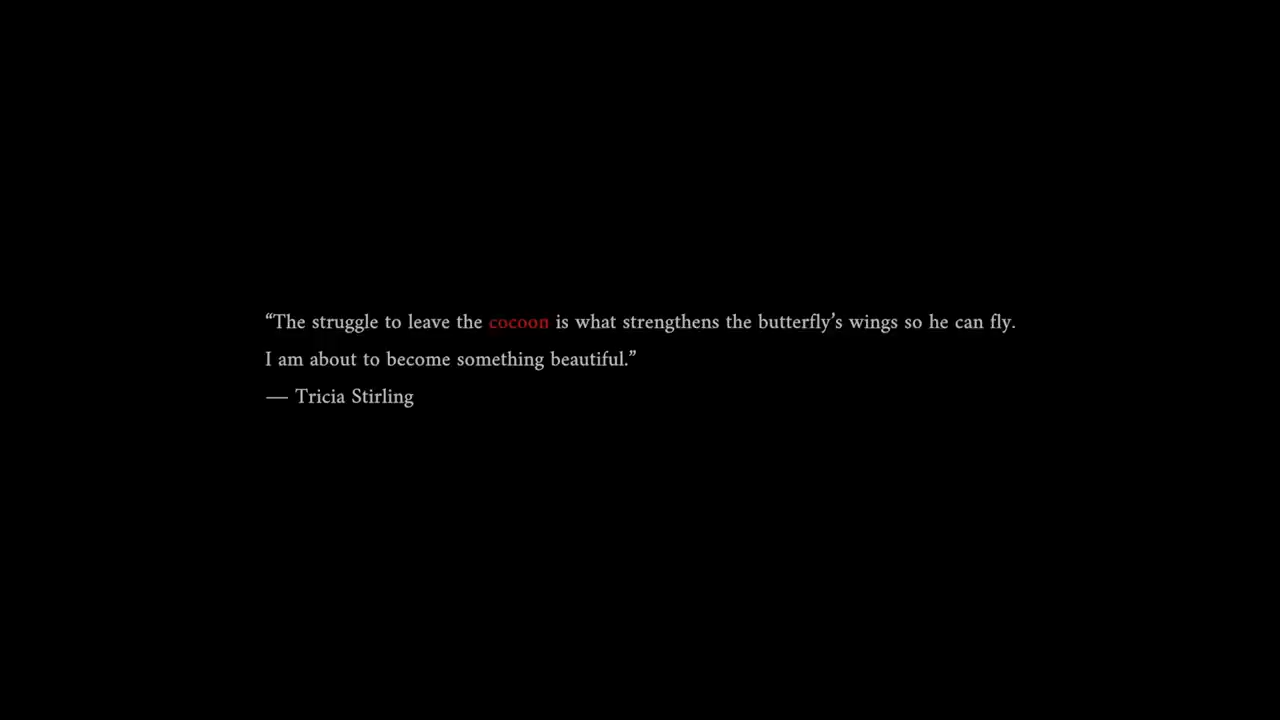 “The struggle to leave the cocoon is what strengthens the butterfly’s wings so he can fly.
I am about to become something beautiful.”
— Tricia Stirling